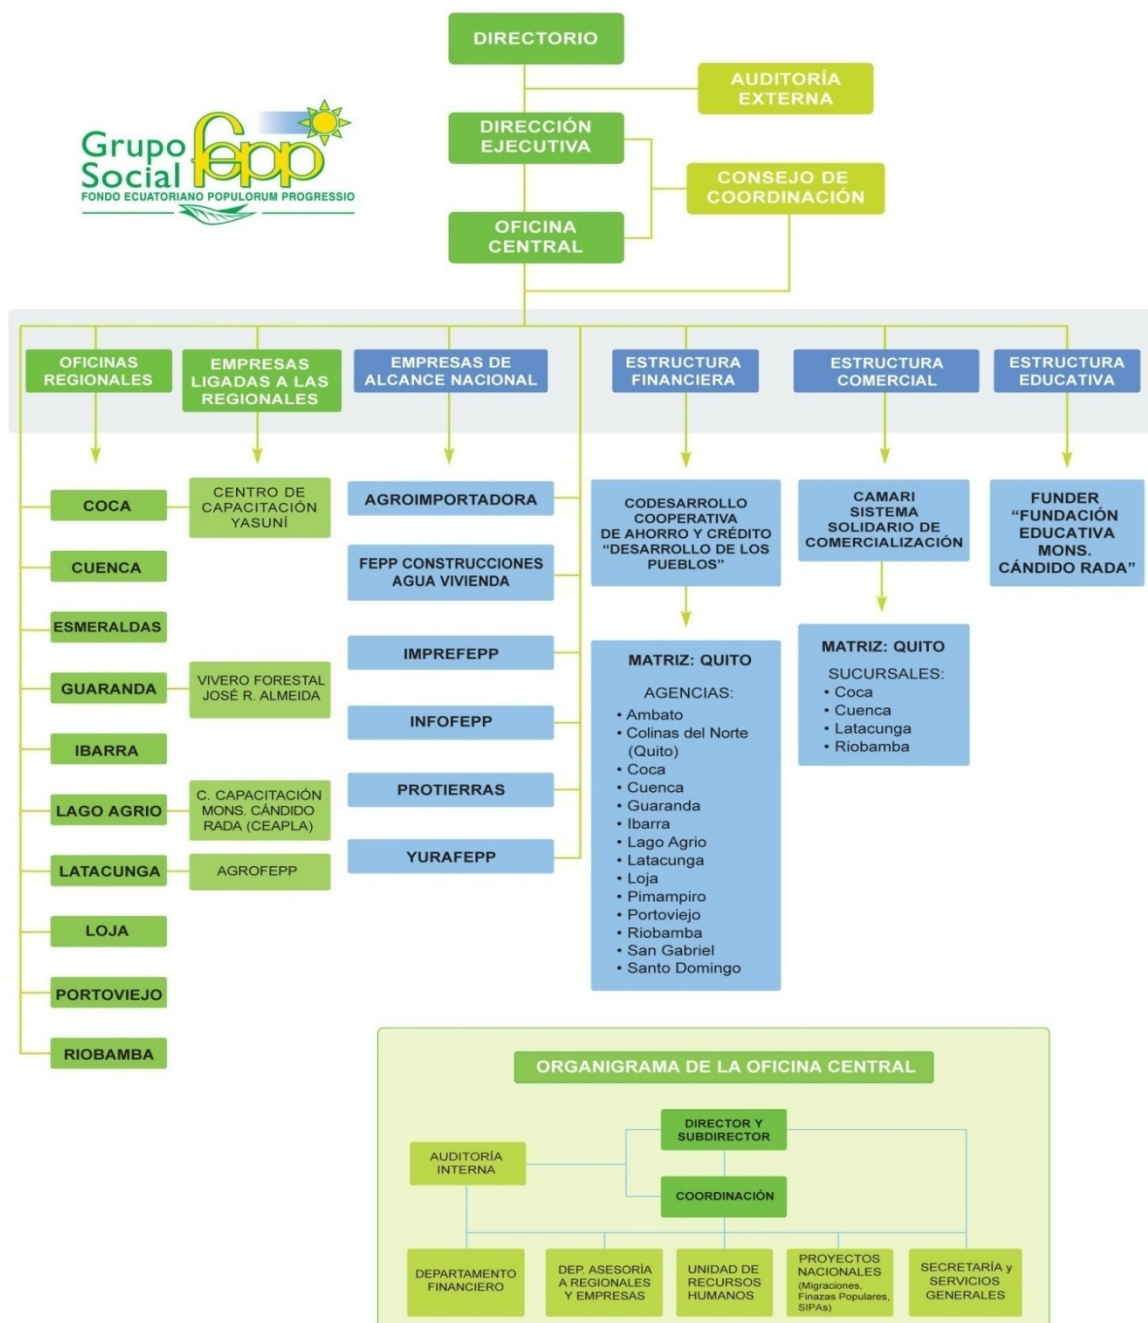 DIRECTORIO
AUDITORÍA
EXTERNA
Grupo
Social
fepp
FONDO ECUATORIANO POPULORUM PROGRESSIO
DIRECCIÓN
EJECUTIVA
CONSEJO DE
COORDINACIÓN
OFICINA
CENTRAL
OFICINAS
REGIONALES
EMPRESAS
LIGADAS A LAS
REGIONALES
EMPRESAS DE
ALCANCE NACIONAL
ESTRUCTURA
FINANCIERA
ESTRUCTURA
COMERCIAL
ESTRUCTURA
EDUCATIVA
COCA
CUENCA
ESMERALDAS
GUARANDA
IBARRA
LAGO AGRIO
LATACUNGA
LOJA
PORTOVIEJO
RIOBAMBA
CENTRO DE
CAPACITACIÓN
YASUNÍ
VIVERO FORESTAL
JOSÉ R. ALMEIDA
C. CAPACITACIÓN
MONS. CÁNDIDO
RADA (CEAPLA)
AGROFEPP
AGROIMPORTADORA
FEPP CONSTRUCCIONES
AGUA VIVIENDA
IMPREFEPP
INFOFEPP
PROTIERRAS
YURAFEPP
CODESARROLLO
COOPERATIVA
DE AHORRO Y CRÉDITO
“DESARROLLO DE LOS
PUEBLOS”
MATRIZ: QUITO
AGENCIAS:
• Ambato
• Colinas del Norte
(Quito)
• Coca
• Cuenca
• Guaranda
• Ibarra
• Lago Agrio
• Latacunga
• Loja
• Pimampiro
• Portoviejo
• Riobamba
• San Gabriel
• Santo Domingo
CAMARI
SISTEMA
SOLIDARIO DE
COMERCIALIZACIÓN
MATRIZ: QUITO
SUCURSALES:
• Coca
• Cuenca
• Latacunga
• Riobamba
FUNDER
“FUNDACIÓN
EDUCATIVA
MONS.
CÁNDIDO RADA”
ORGANIGRAMA DE LA OFICINA CENTRAL
DIRECTOR Y
SUBDIRECTOR
AUDITORÍA
INTERNA
COORDINACIÓN
DEPARTAMENTO
FINANCIERO
DEP. ASESORÍA
A REGIONALES
Y EMPRESAS
UNIDAD DE
RECURSOS
HUMANOS
PROYECTOS
NACIONALES
(Migraciones,
Finazas Populares,
SIPAs)
SECRETARÍA y
SERVICIOS
GENERALES